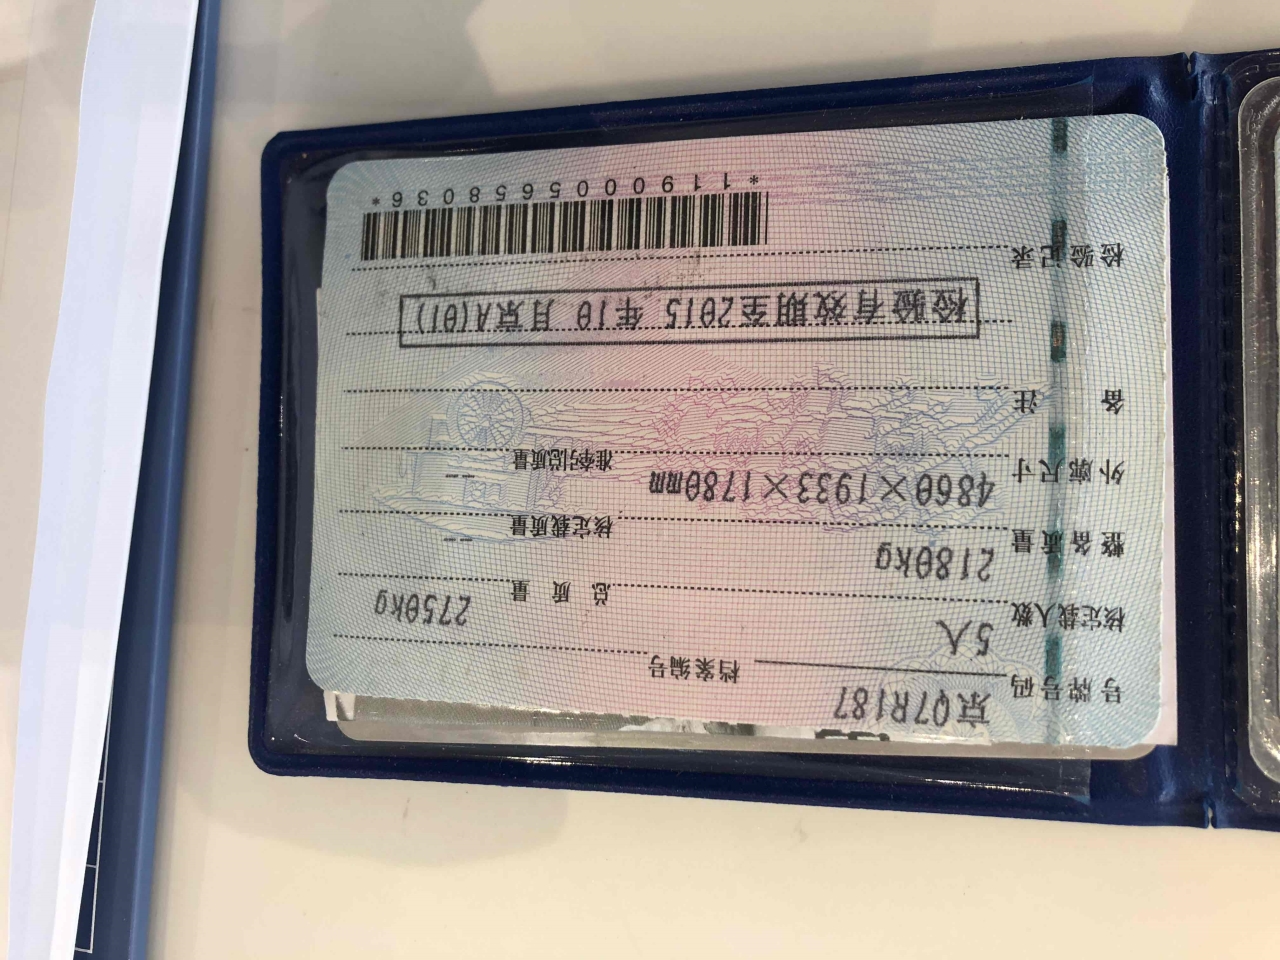 号牌号码 京Q7R187 档案编号
核定载人数 5人 总质量 2750kg
整备质量 2180kg 核定载质量 --
外廓尺寸 4860×1933×1780mm 准牵引总质量 --
备注
检验有效期至2015年10月京A(01)
检验记录
*1190005658036*